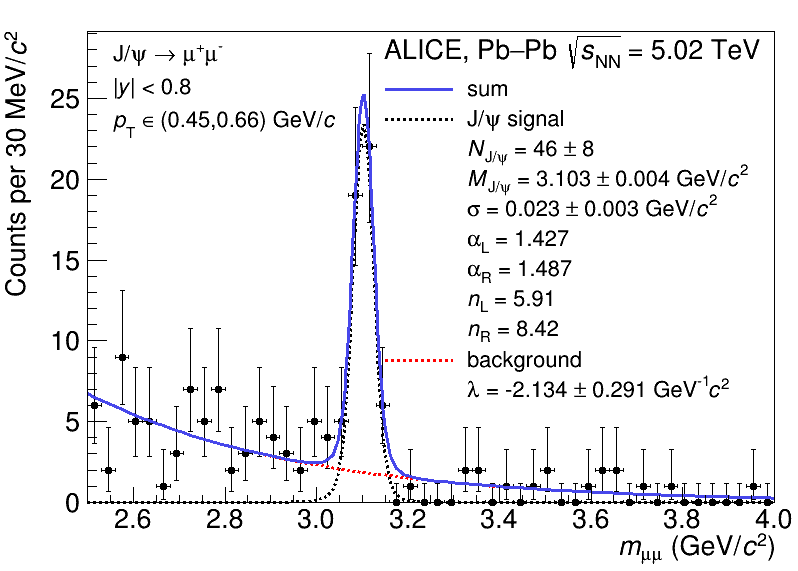 Counts per 30 MeV/c²
25
20
15
10
5
0
J/ψ → μ⁺μ⁻
|y| < 0.8
p_T ∈ (0.45,0.66) GeV/c
ALICE, Pb–Pb √s_NN = 5.02 TeV
sum
J/ψ signal
N_J/ψ = 46 ± 8
M_J/ψ = 3.103 ± 0.004 GeV/c²
σ = 0.023 ± 0.003 GeV/c²
α_L = 1.427
α_R = 1.487
n_L = 5.91
n_R = 8.42
background
λ = -2.134 ± 0.291 GeV⁻¹c²
2.6 2.8 3.0 3.2 3.4 3.6 3.8 4.0
m_μμ (GeV/c²)